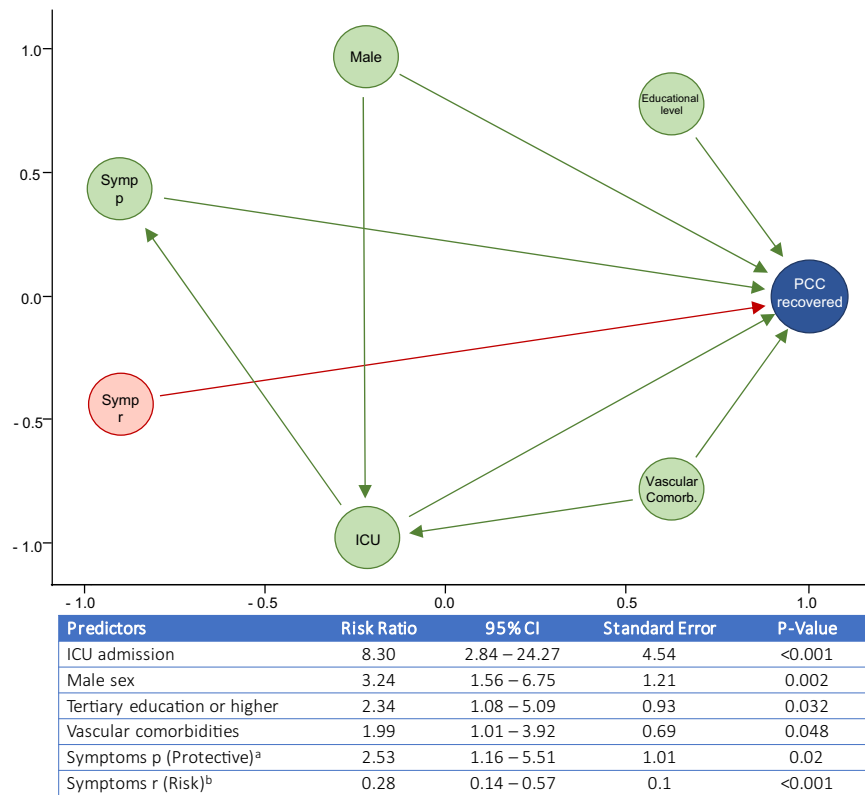 1.0
Male
Educational
level
0.5
Symp
p
0.0
PCC
recovered
Symp
r
- 0.5
Vascular
Comorb.
ICU
- 1.0
- 1.0 - 0.5 0.0 0.5 1.0
Predictors Risk Ratio 95% CI Standard Error P-Value
ICU admission 8.30 2.84 – 24.27 4.54 <0.001
Male sex 3.24 1.56 – 6.75 1.21 0.002
Tertiary education or higher 2.34 1.08 – 5.09 0.93 0.032
Vascular comorbidities 1.99 1.01 – 3.92 0.69 0.048
Symptoms p (Protective)ᵃ 2.53 1.16 – 5.51 1.01 0.02
Symptoms r (Risk)ᵇ 0.28 0.14 – 0.57 0.1 <0.001